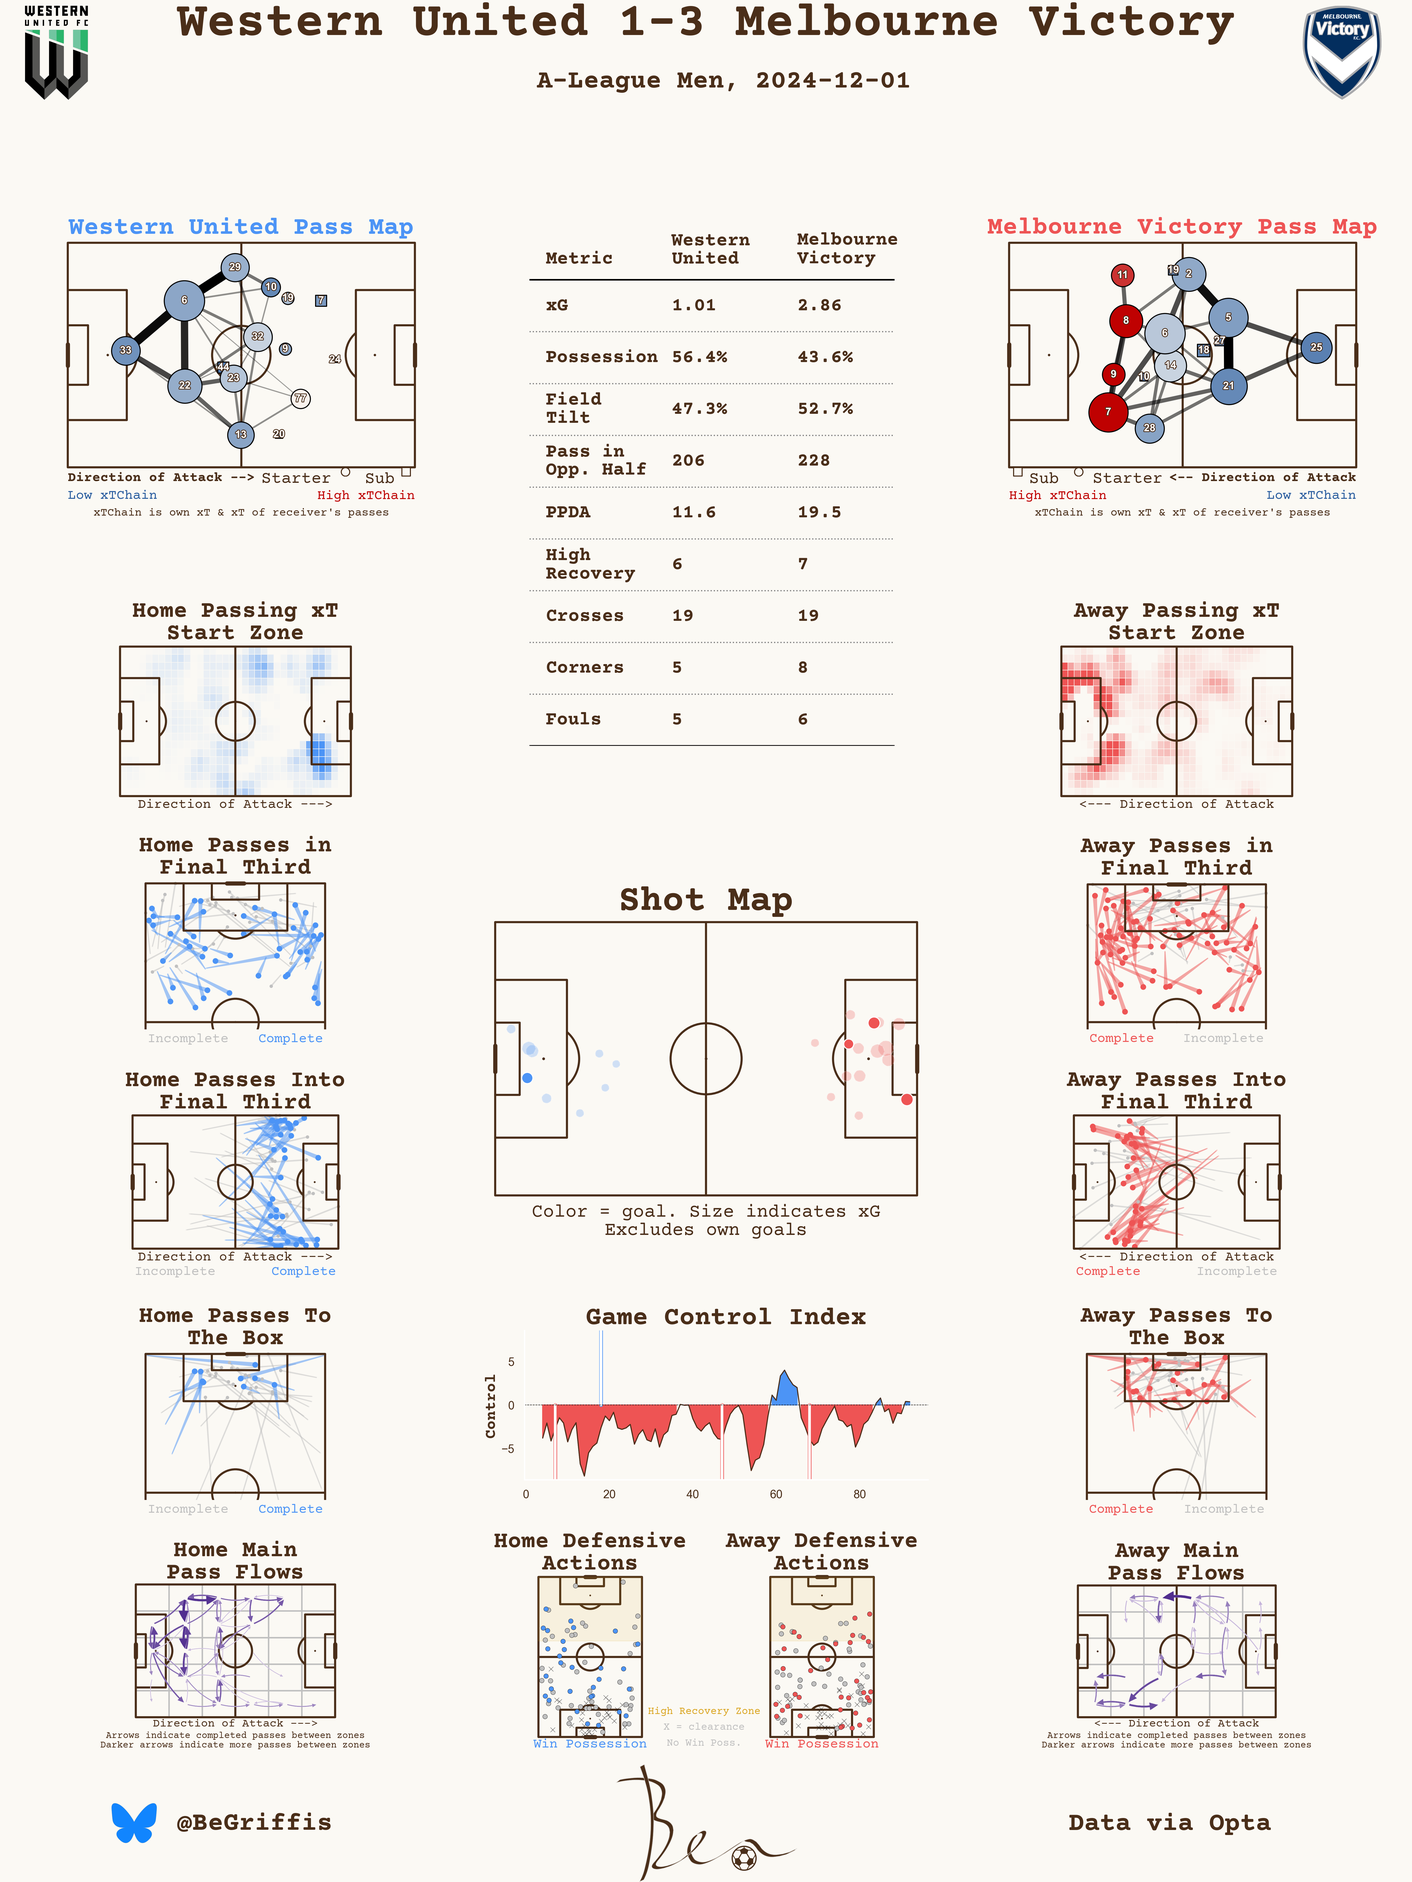 WESTERN
UNITED FC
Western United 1-3 Melbourne Victory
MELBOURNE
Victory
F.C.
A-League Men, 2024-12-01
Western United Pass Map
29
10
19
7
6
32
33
9
24
44
22
23
77
13
20
Direction of Attack --> Starter Sub
Low xTChain High xTChain
xTChain is own xT & xT of receiver's passes
Metric Western United Melbourne Victory
xG 1.01 2.86
Possession 56.4% 43.6%
Field Tilt 47.3% 52.7%
Pass in Opp. Half 206 228
PPDA 11.6 19.5
High Recovery 6 7
Crosses 19 19
Corners 5 8
Fouls 5 6
Melbourne Victory Pass Map
11
19
2
8
6
5
27
18
25
14
9
10
21
7
28
Sub Starter <-- Direction of Attack
High xTChain Low xTChain
xTChain is own xT & xT of receiver's passes
Home Passing xT
Start Zone
Direction of Attack --->
Away Passing xT
Start Zone
<--- Direction of Attack
Home Passes in
Final Third
Incomplete Complete
Away Passes in
Final Third
Complete Incomplete
Shot Map
Color = goal. Size indicates xG
Excludes own goals
Home Passes Into
Final Third
Direction of Attack --->
Incomplete Complete
Away Passes Into
Final Third
<--- Direction of Attack
Complete Incomplete
Home Passes To
The Box
Incomplete Complete
Game Control Index
Control
5
0
−5
0 20 40 60 80
Away Passes To
The Box
Complete Incomplete
Home Main
Pass Flows
Direction of Attack --->
Arrows indicate completed passes between zones
Darker arrows indicate more passes between zones
Home Defensive
Actions
Win Possession
High Recovery Zone
X = clearance
No Win Poss.
Away Defensive
Actions
Win Possession
Away Main
Pass Flows
<--- Direction of Attack
Arrows indicate completed passes between zones
Darker arrows indicate more passes between zones
@BeGriffis
Ben
Data via Opta